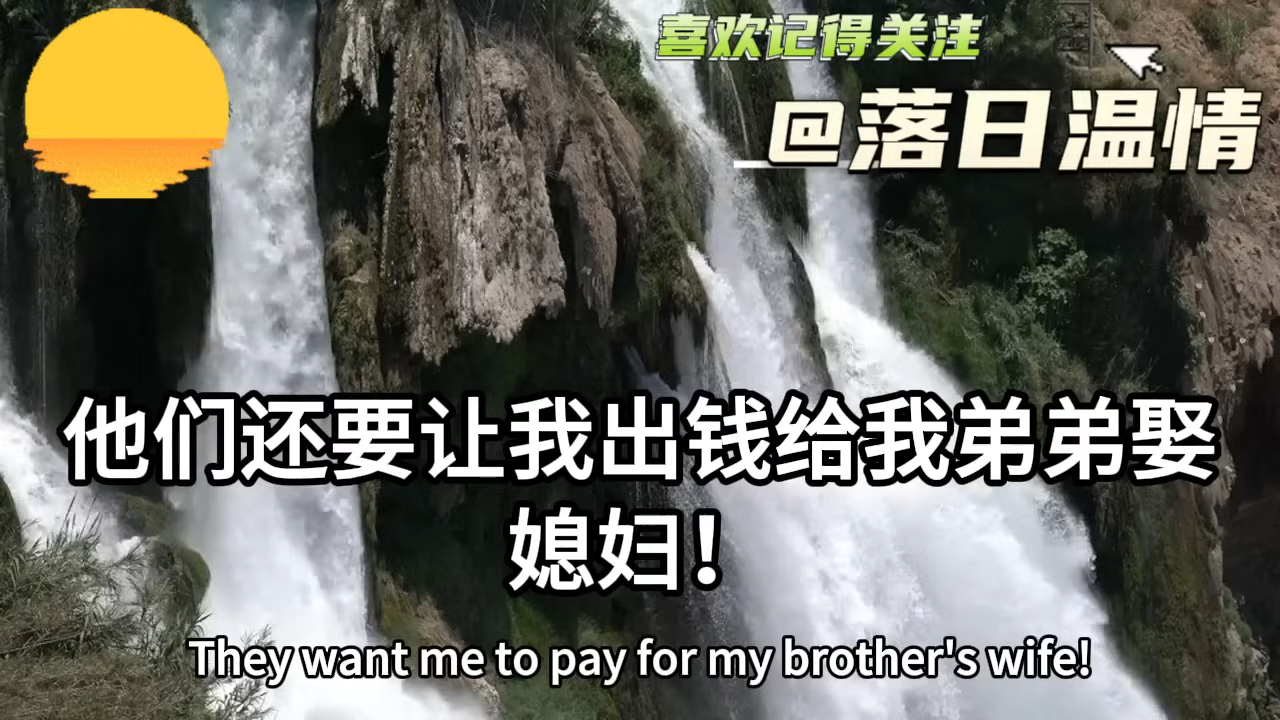 喜欢记得关注
@落日温情
他们还要让我出钱给我弟弟娶
媳妇！
They want me to pay for my brother's wife!